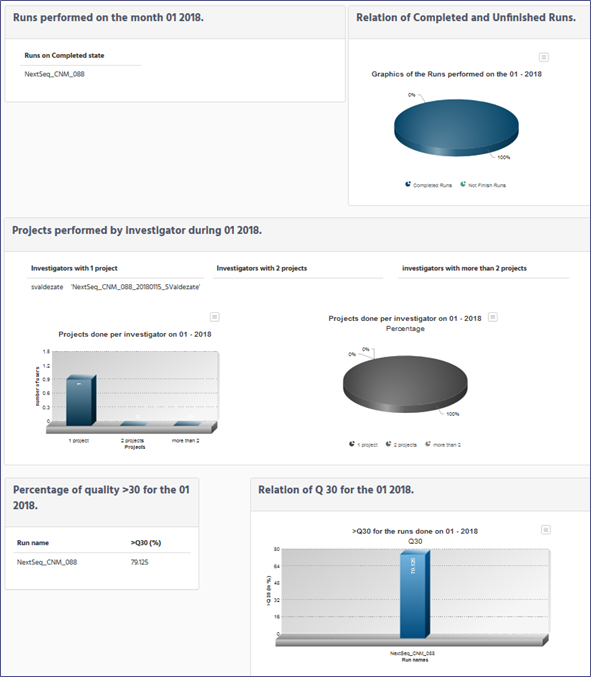 Runs performed on the month 01 2018.
Runs on Completed state
NextSeq_CNM_088
Relation of Completed and Unfinished Runs.
Graphics of the Runs performed on the 01 - 2018
0%
100%
Completed Runs Not Finish Runs
Projects performed by Investigator during 01 2018.
Investigators with 1 project Investigators with 2 projects investigators with more than 2 projects
svaldezate 'NextSeq_CNM_088_20180115_SValdezate'
Projects done per investigator on 01 - 2018
number of users
1.8
1.2
0.9
0.6
0.3
0
1
1 project 2 projects more than 2
Projects
Projects done per investigator on 01 - 2018
Percentage
0%
0%
100%
1 project 2 projects more than 2
Percentage of quality >30 for the 01
2018.
Run name >Q30 (%)
NextSeq_CNM_088 79.125
Relation of Q 30 for the 01 2018.
>Q30 for the runs done on 01 - 2018
Q30
>Q 30 (in %)
80
64
48
32
16
0
79.125
NextSeq_CNM_088
Run names